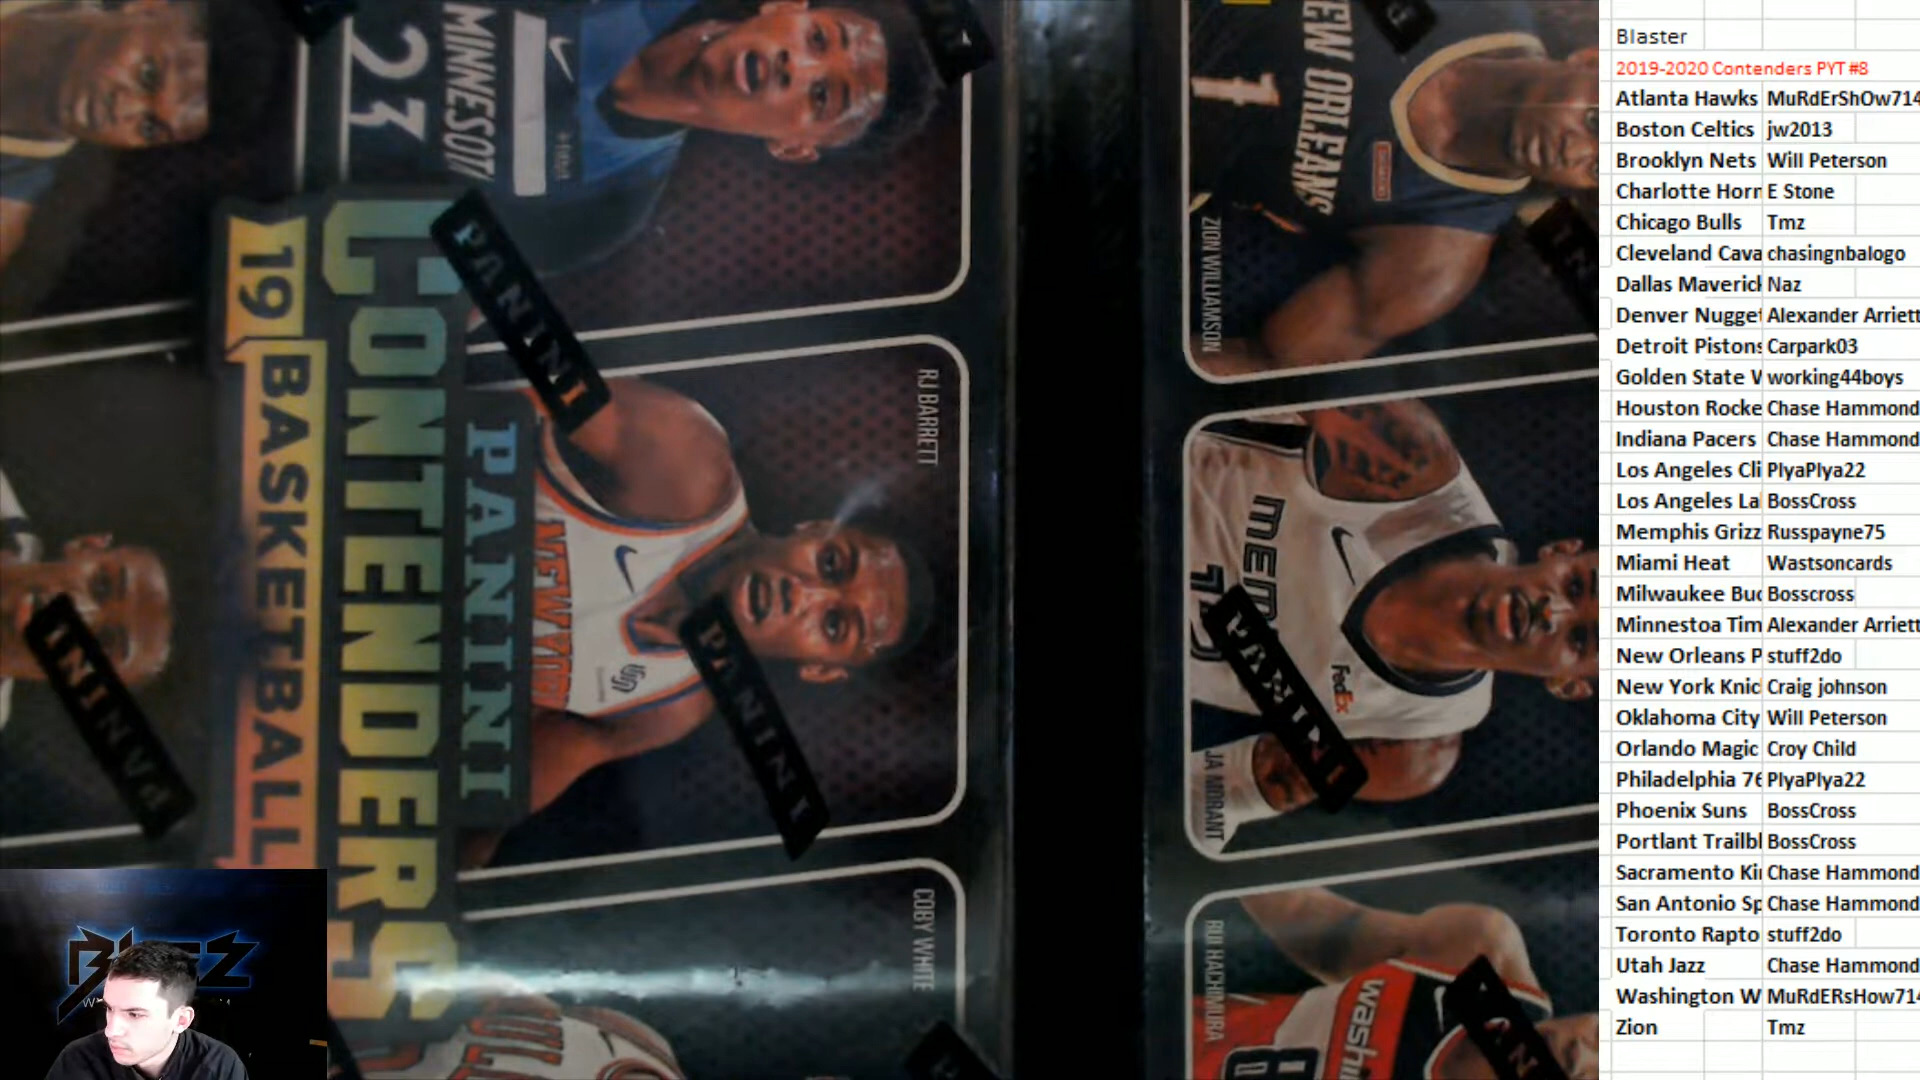 MINNESOTA
23
PANINI
19
BASKETBALL
CONTENDERS
PANINI
RJ BARRETT
NEW YORK
PANINI
PANINI
COBY WHITE
NEW ORLEANS
1
ZION WILLIAMSON
MEM
FedEx
PANINI
JA MORANT
RUI HACHIMURA
8
Blaster
2019-2020 Contenders PYT #8
Atlanta Hawks MuRdErShOw714
Boston Celtics jw2013
Brooklyn Nets Will Peterson
Charlotte Horn E Stone
Chicago Bulls Tmz
Cleveland Cava chasingnbalogo
Dallas Maverick Naz
Denver Nugget Alexander Arriett
Detroit Pistons Carpark03
Golden State W working44boys
Houston Rocke Chase Hammond
Indiana Pacers Chase Hammond
Los Angeles Cli PlyaPlya22
Los Angeles La BossCross
Memphis Grizz Russpayne75
Miami Heat Wastsoncards
Milwaukee Buc Bosscross
Minnestoa Tim Alexander Arriett
New Orleans P stuff2do
New York Knic Craig johnson
Oklahoma City Will Peterson
Orlando Magic Croy Child
Philadelphia 76 PlyaPlya22
Phoenix Suns BossCross
Portlant Trailbl BossCross
Sacramento Kin Chase Hammond
San Antonio Sp Chase Hammond
Toronto Rapto stuff2do
Utah Jazz Chase Hammond
Washington W MuRdERsHow714
Zion Tmz